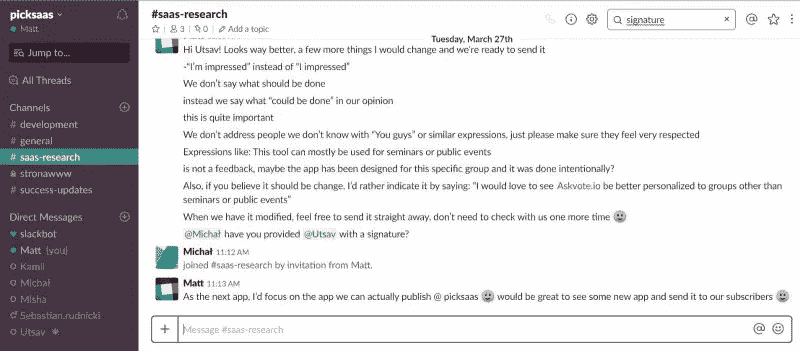 picksaas
Matt
Jump to...
All Threads
Channels
# development
# general
# saas-research
stronawww
# success-updates
Direct Messages
slackbot
Matt (you)
Kamil
Michał
Misha
Sebastian.rudnicki
Utsav
#saas-research
3
0
Add a topic
signature
Tuesday, March 27th
Hi Utsav! Looks way better, a few more things I would change and we're ready to send it
-"I'm impressed" instead of "I impressed"
We don't say what should be done
instead we say what "could be done" in our opinion
this is quite important
We don't address people we don't know with "You guys" or similar expressions, just please make sure they feel very respected
Expressions like: This tool can mostly be used for seminars or public events
is not a feedback, maybe the app has been designed for this specific group and it was done intentionally?
Also, if you believe it should be change, I'd rather indicate it by saying: "I would love to see Askvote.io be better personalized to groups other than
seminars or public events"
When we have it modified, feel free to send it straight away, don't need to check with us one more time
@Michał have you provided @Utsav with a signature?
Michał 11:12 AM
joined #saas-research by invitation from Matt.
Matt 11:13 AM
As the next app, I'd focus on the app we can actually publish @ picksaas would be great to see some new app and send it to our subscribers
Message #saas-research